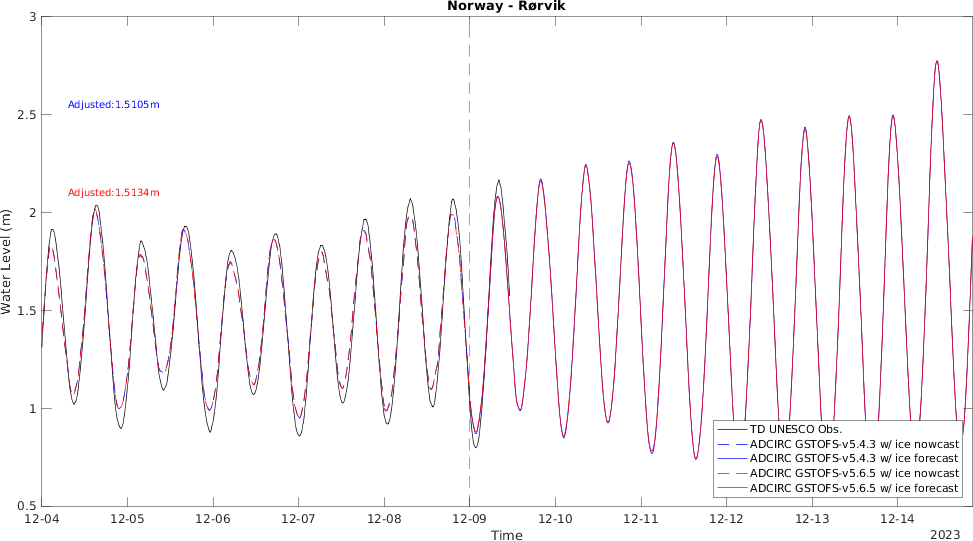 Norway - Rørvik
3
2.5
2
1.5
1
0.5
Water Level (m)
Adjusted:1.5105m
Adjusted:1.5134m
TD UNESCO Obs.
ADCIRC GSTOFS-v5.4.3 w/ ice nowcast
ADCIRC GSTOFS-v5.4.3 w/ ice forecast
ADCIRC GSTOFS-v5.6.5 w/ ice nowcast
ADCIRC GSTOFS-v5.6.5 w/ ice forecast
12-04 12-05 12-06 12-07 12-08 12-09 12-10 12-11 12-12 12-13 12-14
Time
2023